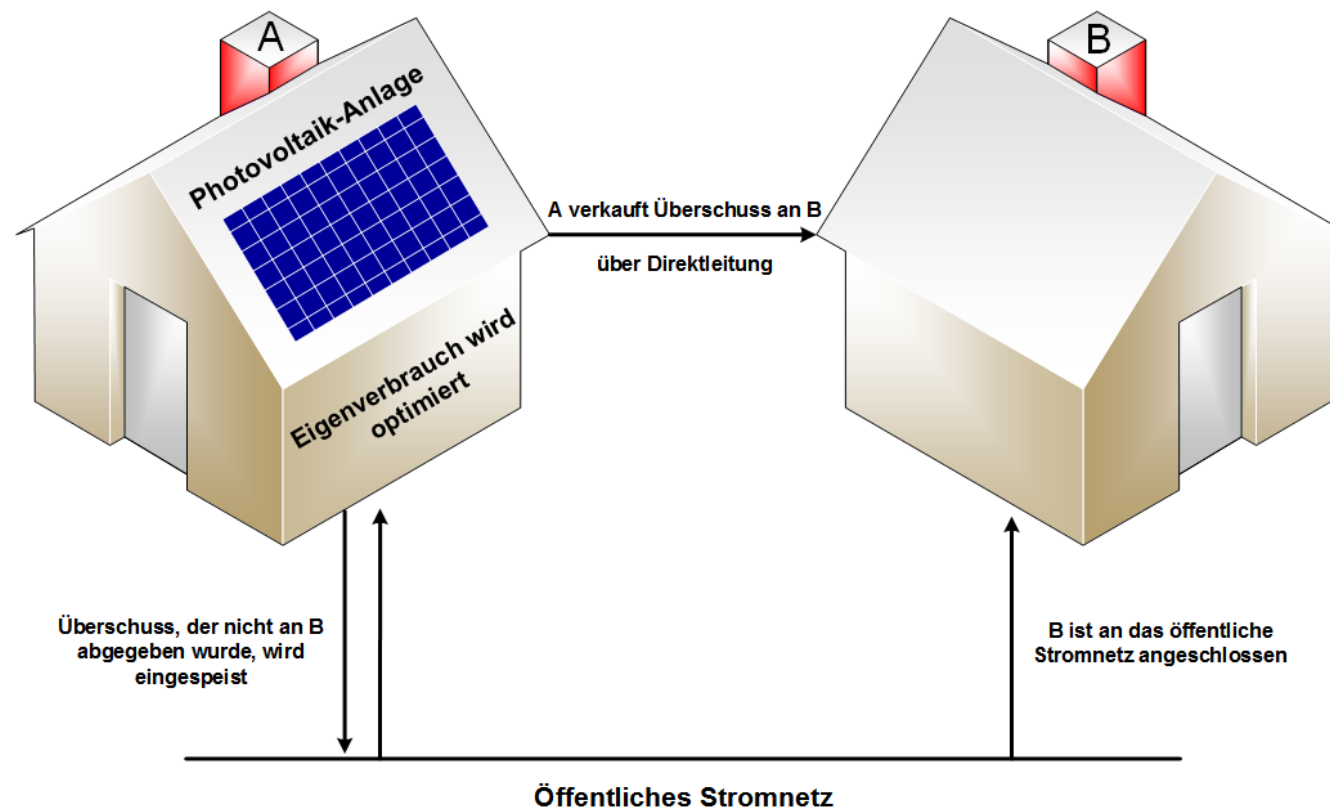 A
B
Photovoltaik-Anlage
A verkauft Überschuss an B
über Direktleitung
Eigenverbrauch wird
optimiert
Überschuss, der nicht an B
abgegeben wurde, wird
eingespeist
B ist an das öffentliche
Stromnetz angeschlossen
Öffentliches Stromnetz